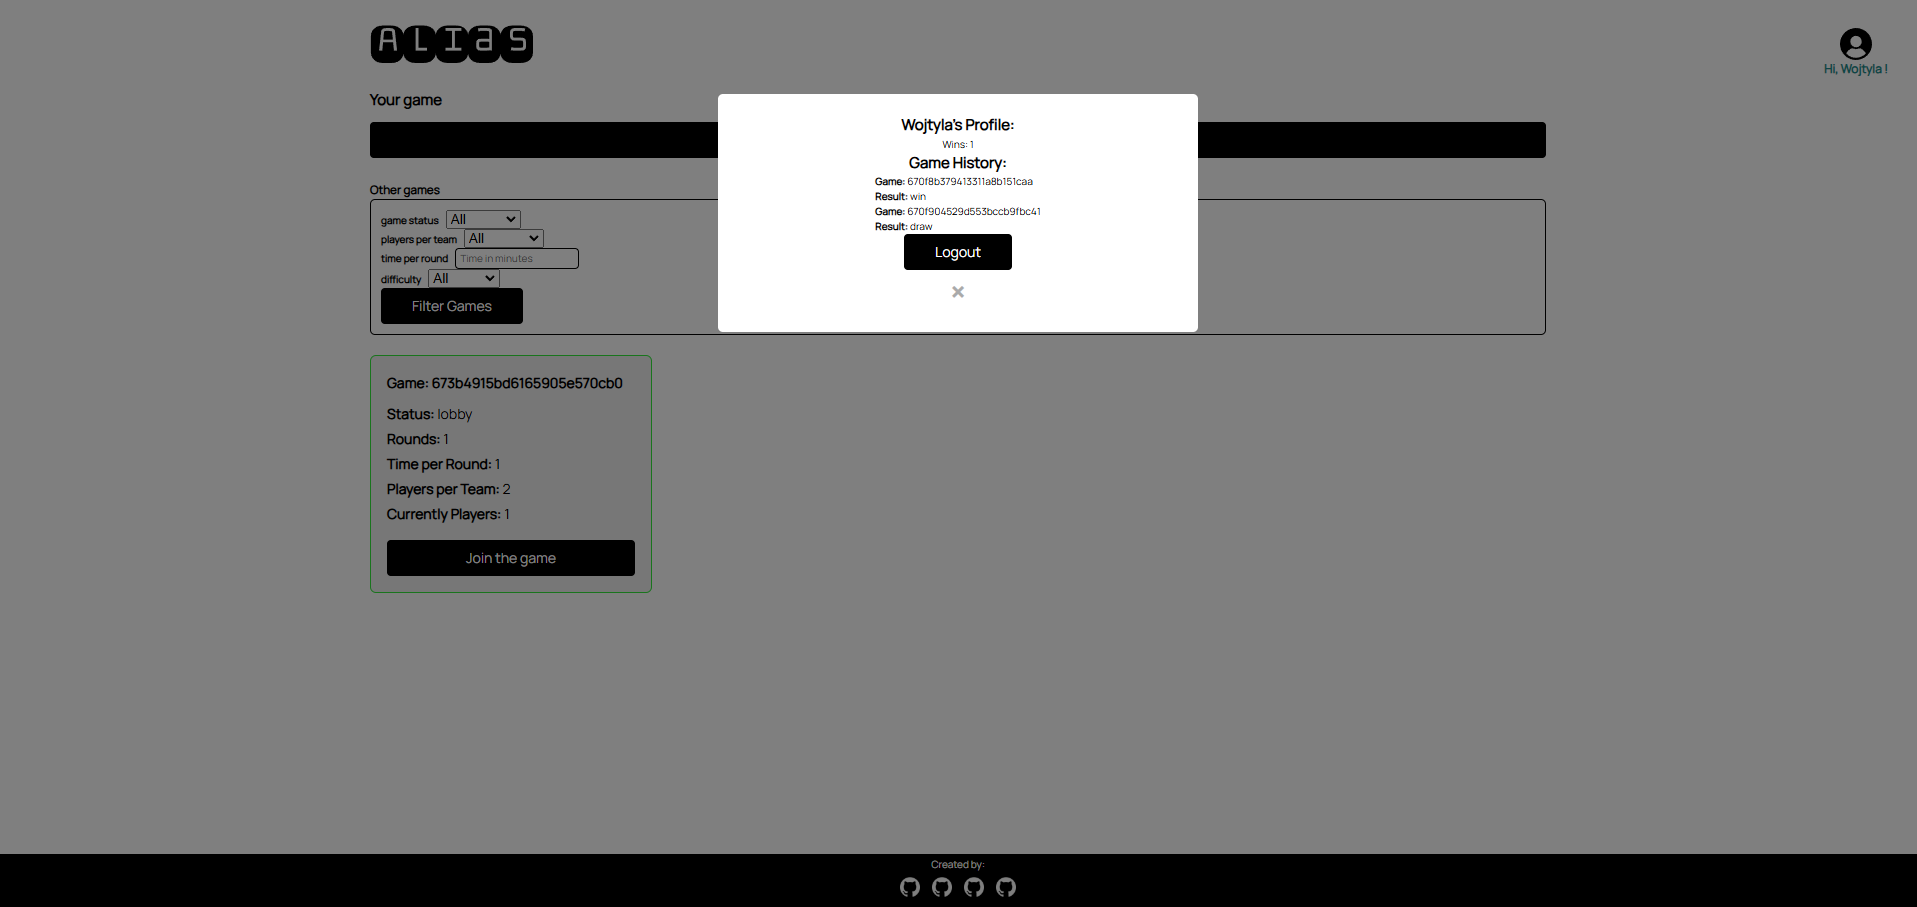 ALIas
Hi, Wojtyla !
Your game
Wojtyla's Profile:
Wins: 1
Game History:
Game: 670f8b379413311a8b151caa
Result: win
Game: 670f904529d553bccb9fbc41
Result: draw
Logout
×
Other games
game status All
players per team All
time per round Time in minutes
difficulty All
Filter Games
Game: 673b4915bd6165905e570cb0
Status: lobby
Rounds: 1
Time per Round: 1
Players per Team: 2
Currently Players: 1
Join the game
Created by: